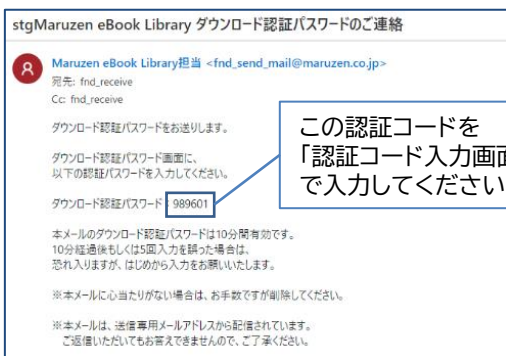 stgMaruzen eBook Library ダウンロード認証パスワードのご連絡
A
Maruzen eBook Library担当 <fnd_send_mail@maruzen.co.jp>
宛先: fnd_receive
Cc: fnd_receive
ダウンロード認証パスワードをお送りします。
ダウンロード認証パスワード画面に、
以下の認証パスワードを入力してください。
ダウンロード認証パスワード : 989601
本メールのダウンロード認証パスワードは10分間有効です。
10分経過後もしくは5回入力を誤った場合は、
恐れ入りますが、はじめから入力をお願いいたします。
※本メールに心当たりがない場合は、お手数ですが削除してください。
※本メールは、送信専用メールアドレスから配信されています。
ご返信いただいてもお答えできませんので、ご了承ください。
この認証コードを
「認証コード入力画
で入力してください